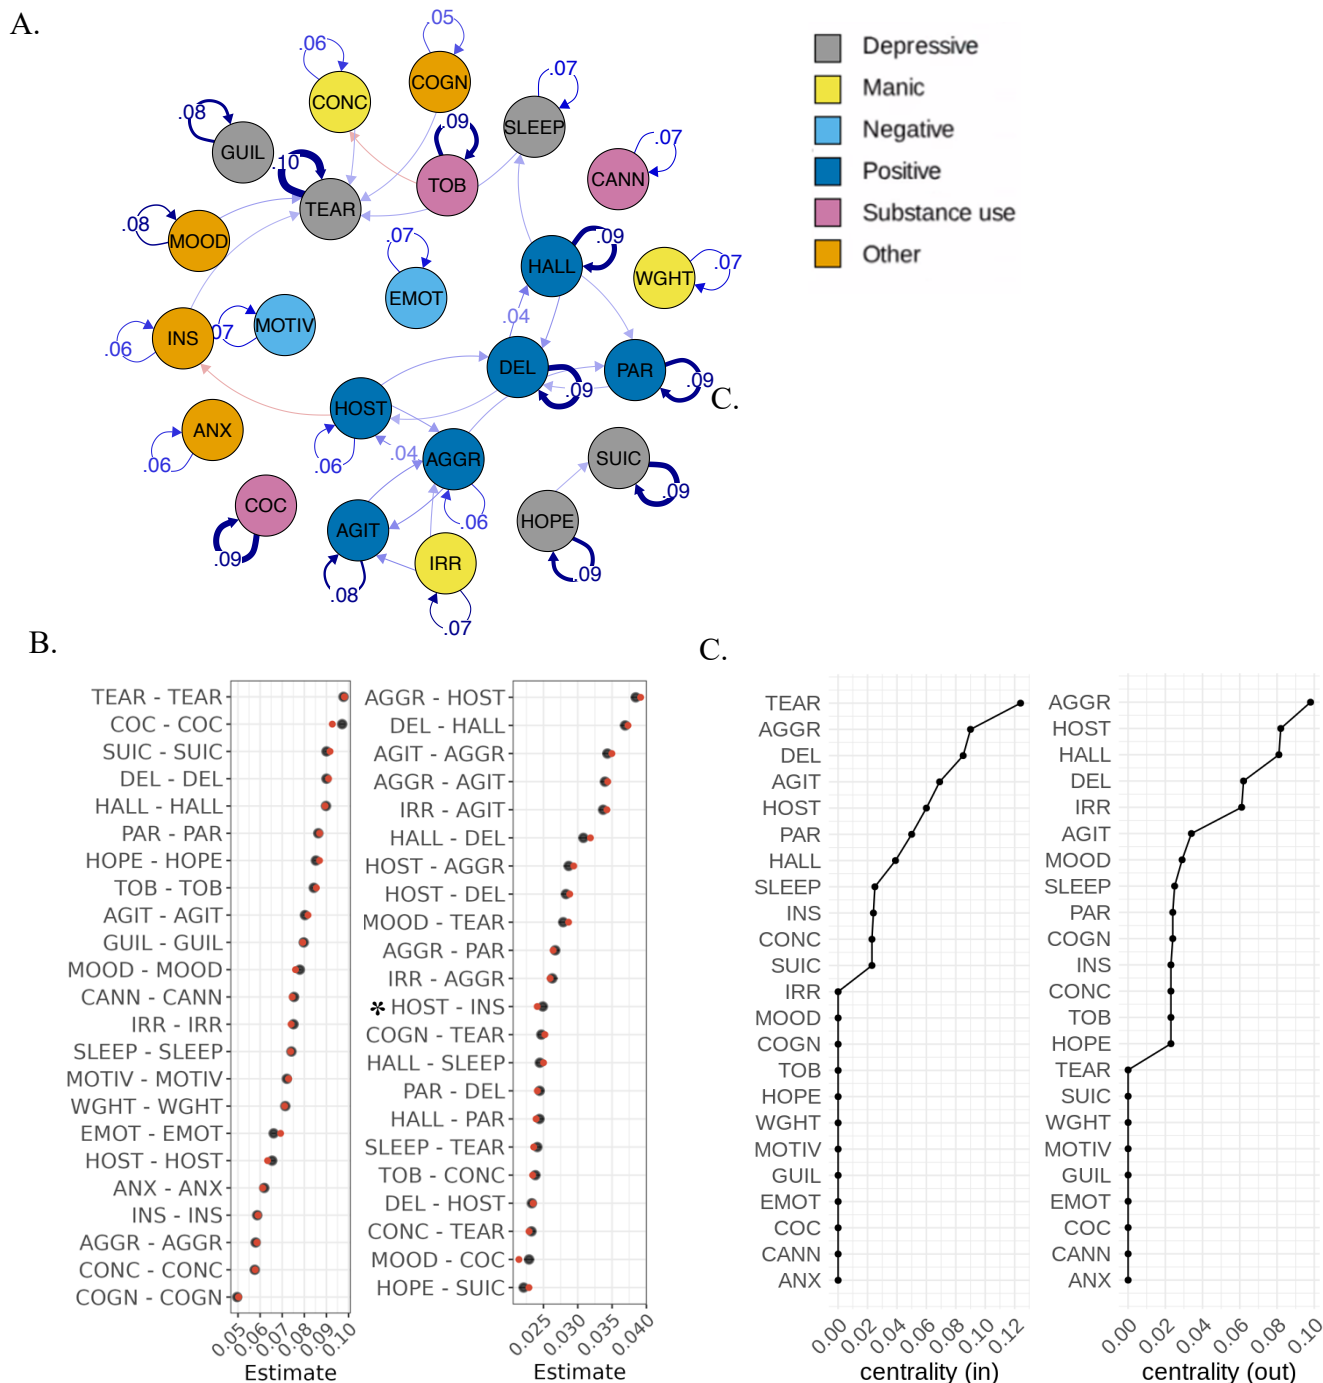 A.
Depressive
Manic
Negative
Positive
Substance use
Other
.06
.05
CONC
COGN
.07
SLEEP
.08
GUIL
.09
.07
.10
TOB
CANN
TEAR
.08
MOOD
.07
.09
HALL
WGHT
.07
EMOT
INS
07
MOTIV
.04
.06
DEL
PAR
.09
.09
C.
HOST
ANX
.06
.06
.04
AGGR
SUIC
.09
COC
.09
AGIT
.06
HOPE
IRR
.09
.08
.07
B.
TEAR - TEAR
COC - COC
SUIC - SUIC
DEL - DEL
HALL - HALL
PAR - PAR
HOPE - HOPE
TOB - TOB
AGIT - AGIT
GUIL - GUIL
MOOD - MOOD
CANN - CANN
IRR - IRR
SLEEP - SLEEP
MOTIV - MOTIV
WGHT - WGHT
EMOT - EMOT
HOST - HOST
ANX - ANX
INS - INS
AGGR - AGGR
CONC - CONC
COGN - COGN
0.05 0.06 0.07 0.08 0.09 0.10
Estimate
AGGR - HOST
DEL - HALL
AGIT - AGGR
AGGR - AGIT
IRR - AGIT
HALL - DEL
HOST - AGGR
HOST - DEL
MOOD - TEAR
AGGR - PAR
IRR - AGGR
* HOST - INS
COGN - TEAR
HALL - SLEEP
PAR - DEL
HALL - PAR
SLEEP - TEAR
TOB - CONC
DEL - HOST
CONC - TEAR
MOOD - COC
HOPE - SUIC
0.025 0.030 0.035 0.040
Estimate
C.
TEAR
AGGR
DEL
AGIT
HOST
PAR
HALL
SLEEP
INS
CONC
SUIC
IRR
MOOD
COGN
TOB
HOPE
WGHT
MOTIV
GUIL
EMOT
COC
CANN
ANX
0.00 0.02 0.04 0.06 0.08 0.10 0.12
centrality (in)
AGGR
HOST
HALL
DEL
IRR
AGIT
MOOD
SLEEP
PAR
COGN
INS
CONC
TOB
HOPE
TEAR
SUIC
WGHT
MOTIV
GUIL
EMOT
COC
CANN
ANX
0.00 0.02 0.04 0.06 0.08 0.10
centrality (out)